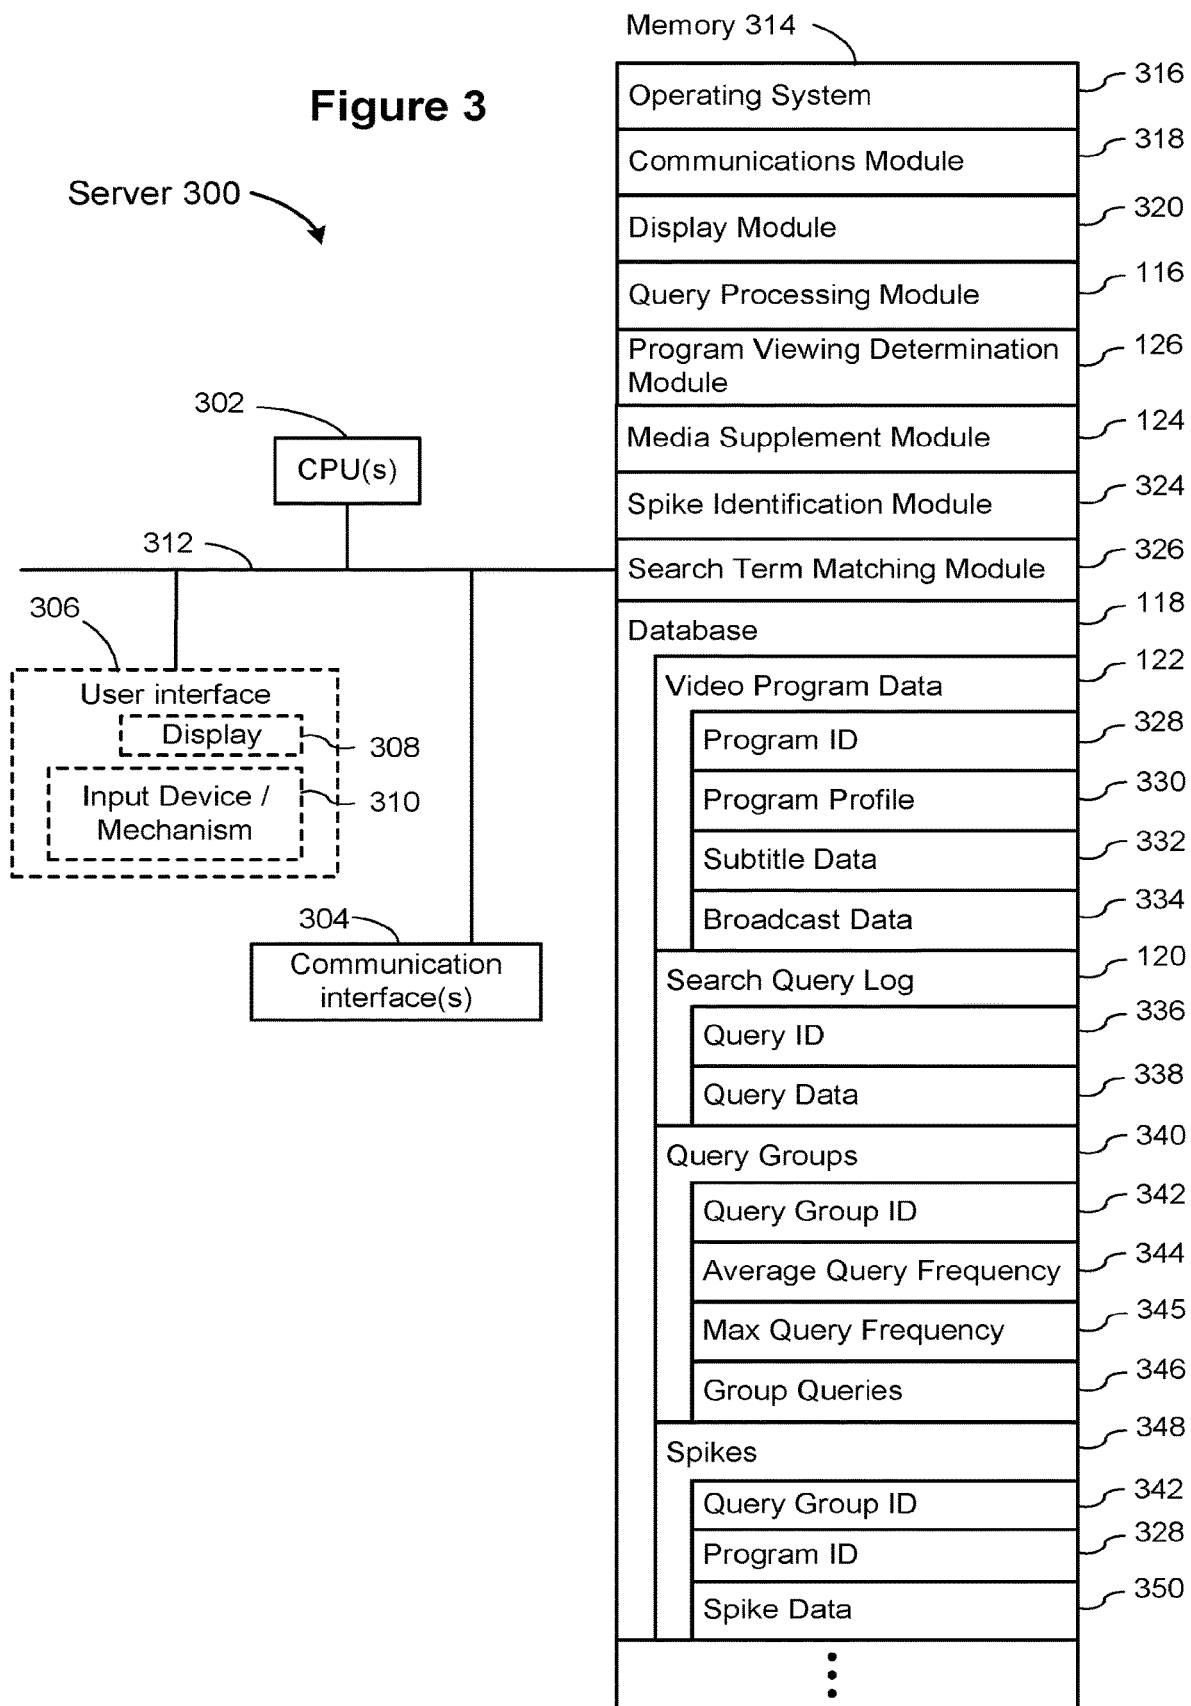 Memory 314
Figure 3
Server 300
Operating System 316
Communications Module 318
Display Module 320
Query Processing Module 116
Program Viewing Determination
Module 126
Media Supplement Module 124
Spike Identification Module 324
Search Term Matching Module 326
Database 118
Video Program Data 122
Program ID 328
Program Profile 330
Subtitle Data 332
Broadcast Data 334
Search Query Log 120
Query ID 336
Query Data 338
Query Groups 340
Query Group ID 342
Average Query Frequency 344
Max Query Frequency 345
Group Queries 346
Spikes 348
Query Group ID 342
Program ID 328
Spike Data 350
302
CPU(s)
312
306
User interface
Display 308
Input Device /
Mechanism 310
304
Communication
interface(s)